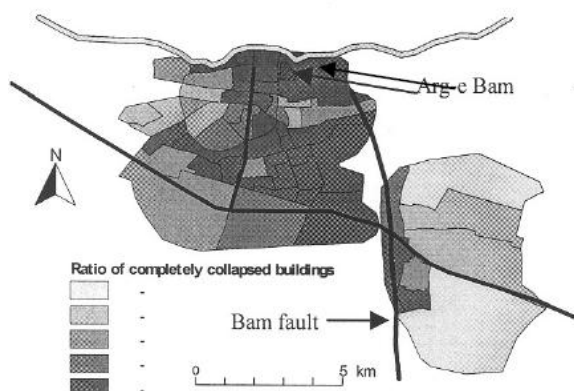 Arg-e Bam
N
Ratio of completely collapsed buildings
-
-
-
-
-
Bam fault
0 5 km